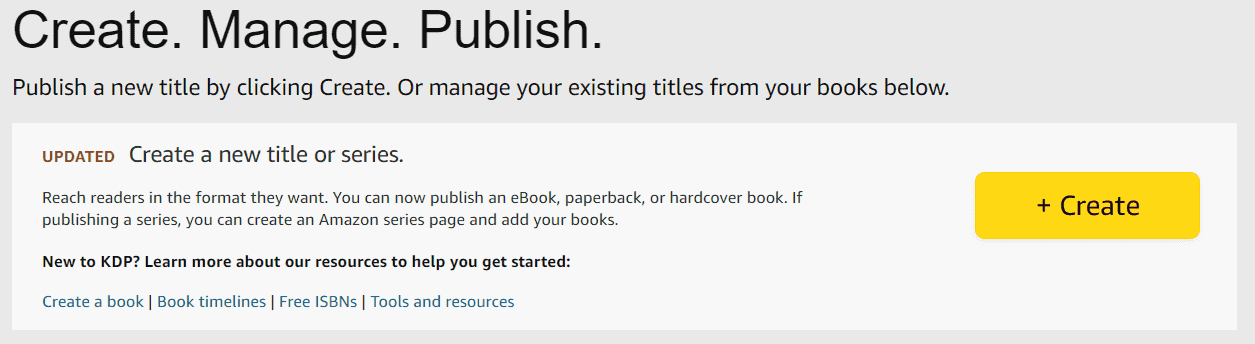 Create. Manage. Publish.
Publish a new title by clicking Create. Or manage your existing titles from your books below.
UPDATED Create a new title or series.
Reach readers in the format they want. You can now publish an eBook, paperback, or hardcover book. If
publishing a series, you can create an Amazon series page and add your books.
+ Create
New to KDP? Learn more about our resources to help you get started:
Create a book | Book timelines | Free ISBNs | Tools and resources